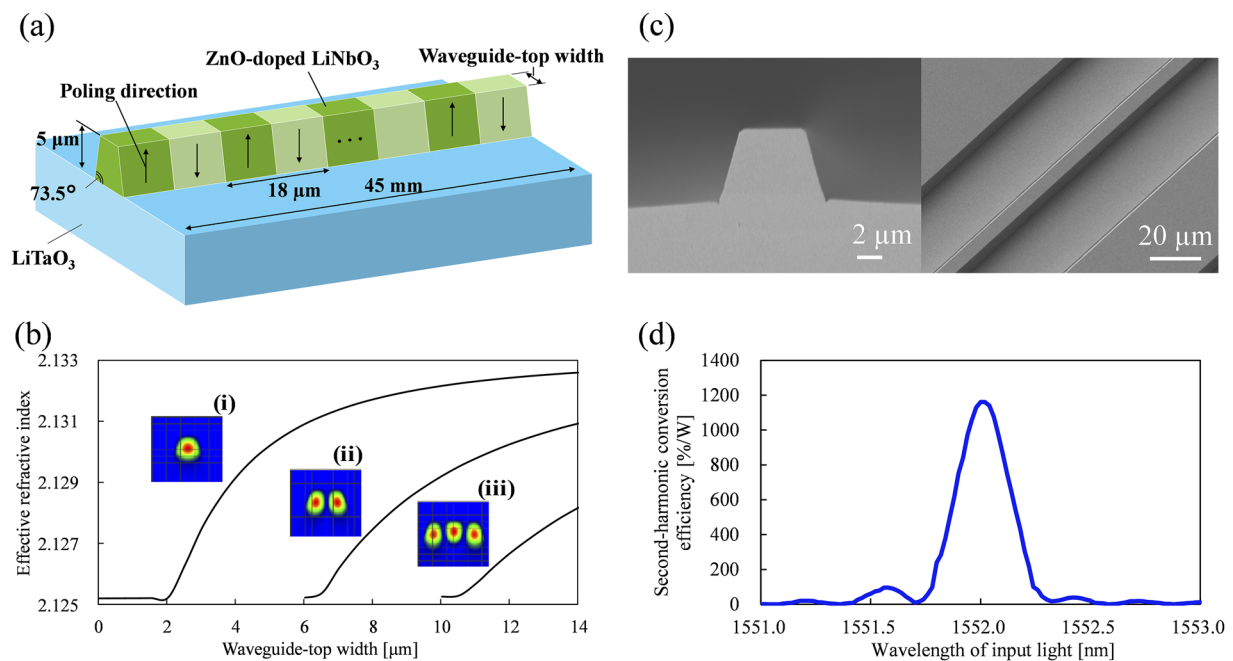 (a)
ZnO-doped LiNbO₃
Waveguide-top width
Poling direction
5 μm
73.5°
18 μm
45 mm
LiTaO₃
(c)
2 μm
20 μm
(b)
Effective refractive index
2.133
2.131
2.129
2.127
2.125
(i)
(ii)
(iii)
0 2 4 6 8 10 12 14
Waveguide-top width [μm]
(d)
Second-harmonic conversion
efficiency [%/W]
1400
1200
1000
800
600
400
200
0
1551.0 1551.5 1552.0 1552.5 1553.0
Wavelength of input light [nm]